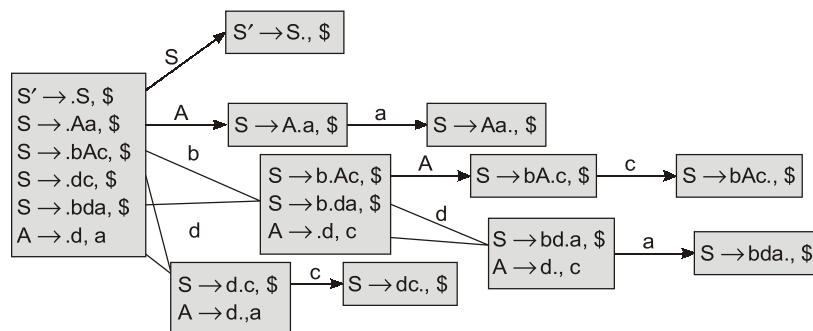 S′ → S., $
S
S′ → .S, $
S → .Aa, $
S → .bAc, $
S → .dc, $
S → .bda, $
A → .d, a
A
S → A.a, $
a
S → Aa., $
b
S → b.Ac, $
S → b.da, $
A → .d, c
A
S → bA.c, $
c
S → bAc., $
d
S → bd.a, $
A → d., c
a
S → bda., $
d
S → d.c, $
A → d.,a
c
S → dc., $